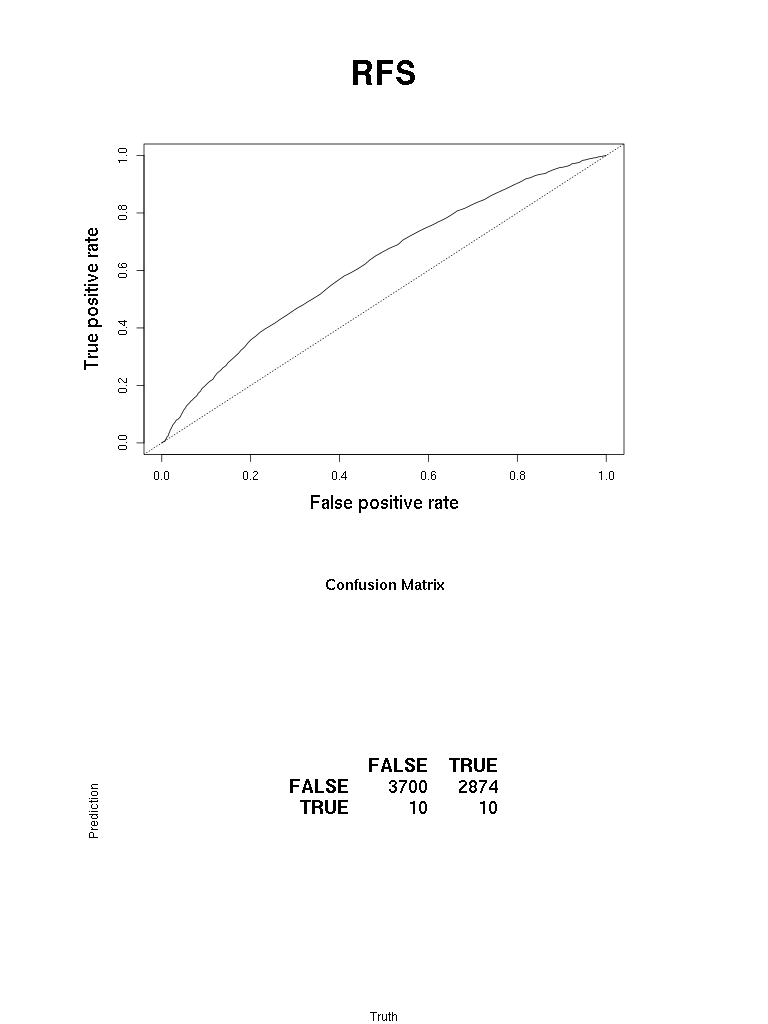 RFS
True positive rate
1.0
0.8
0.6
0.4
0.2
0.0
0.0 0.2 0.4 0.6 0.8 1.0
False positive rate
Confusion Matrix
Prediction
FALSE TRUE
FALSE 3700 2874
TRUE 10 10
Truth